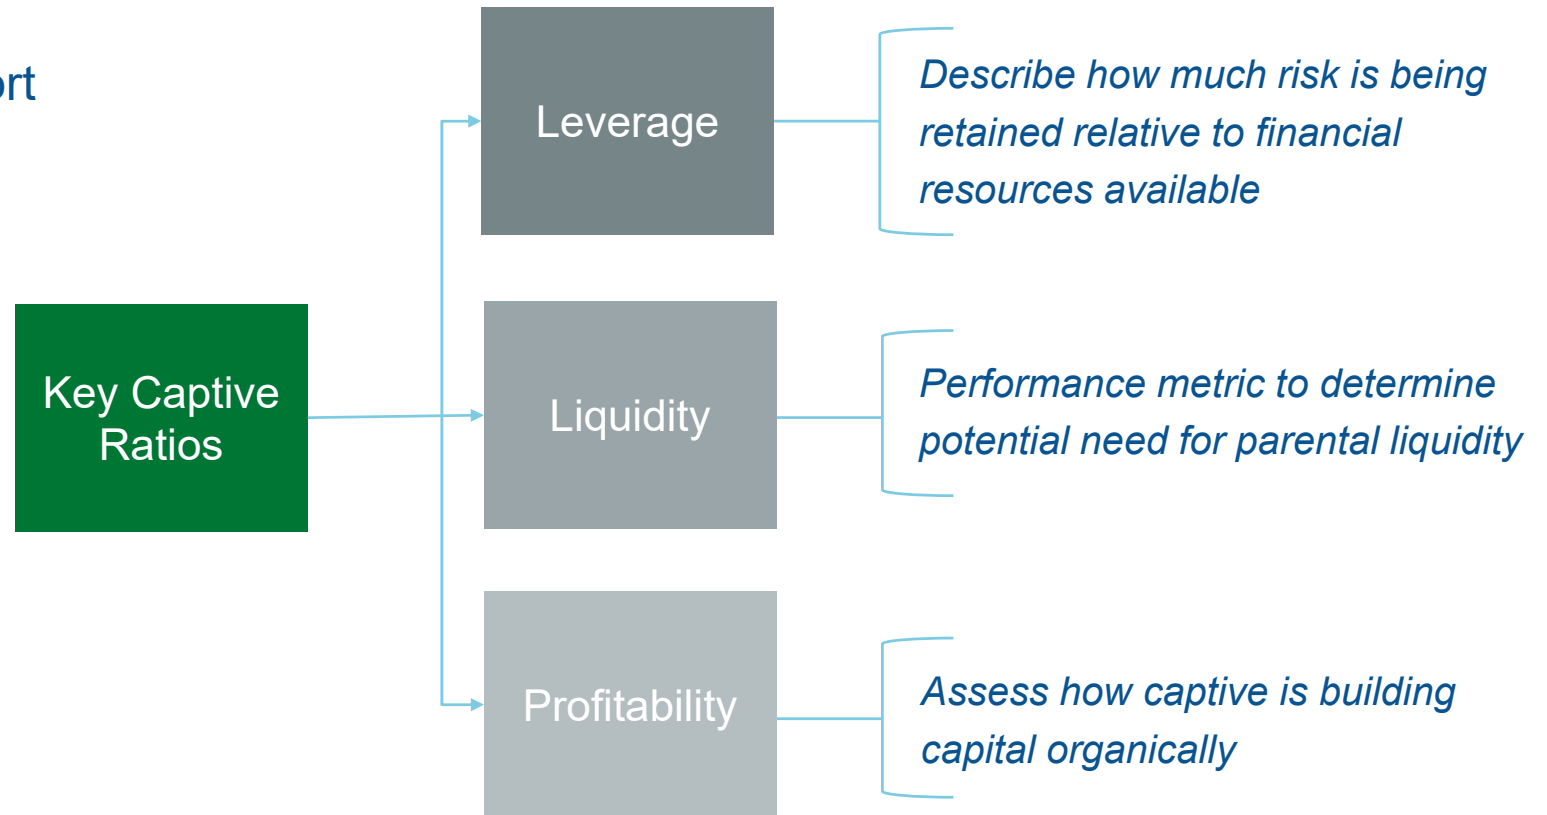 Leverage
Describe how much risk is being
retained relative to financial
resources available
Key Captive
Ratios
Liquidity
Performance metric to determine
potential need for parental liquidity
Profitability
Assess how captive is building
capital organically